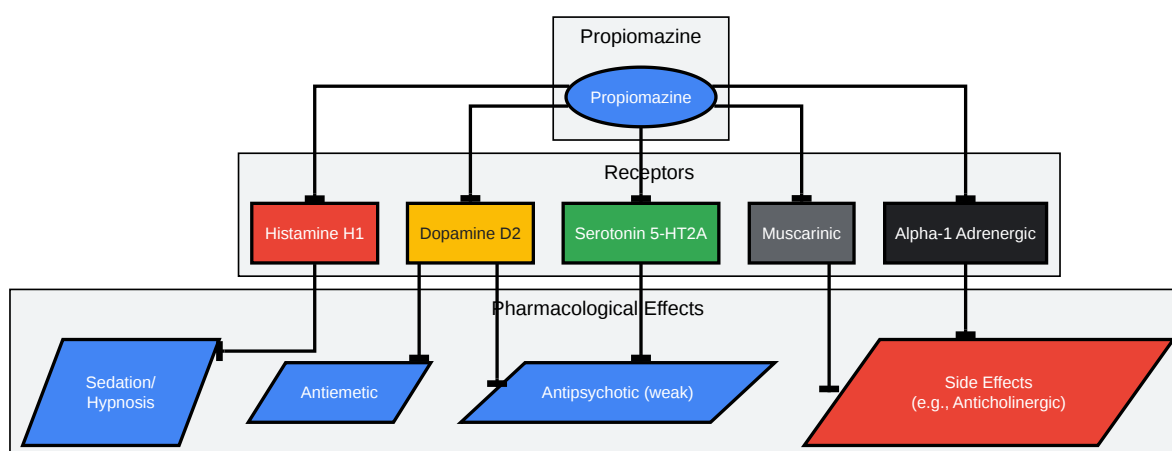 Propiomazine
Propiomazine
Receptors
Histamine H1
Dopamine D2
Serotonin 5-HT2A
Muscarinic
Alpha-1 Adrenergic
Pharmacological Effects
Sedation/
Hypnosis
Antiemetic
Antipsychotic (weak)
Side Effects
(e.g., Anticholinergic)